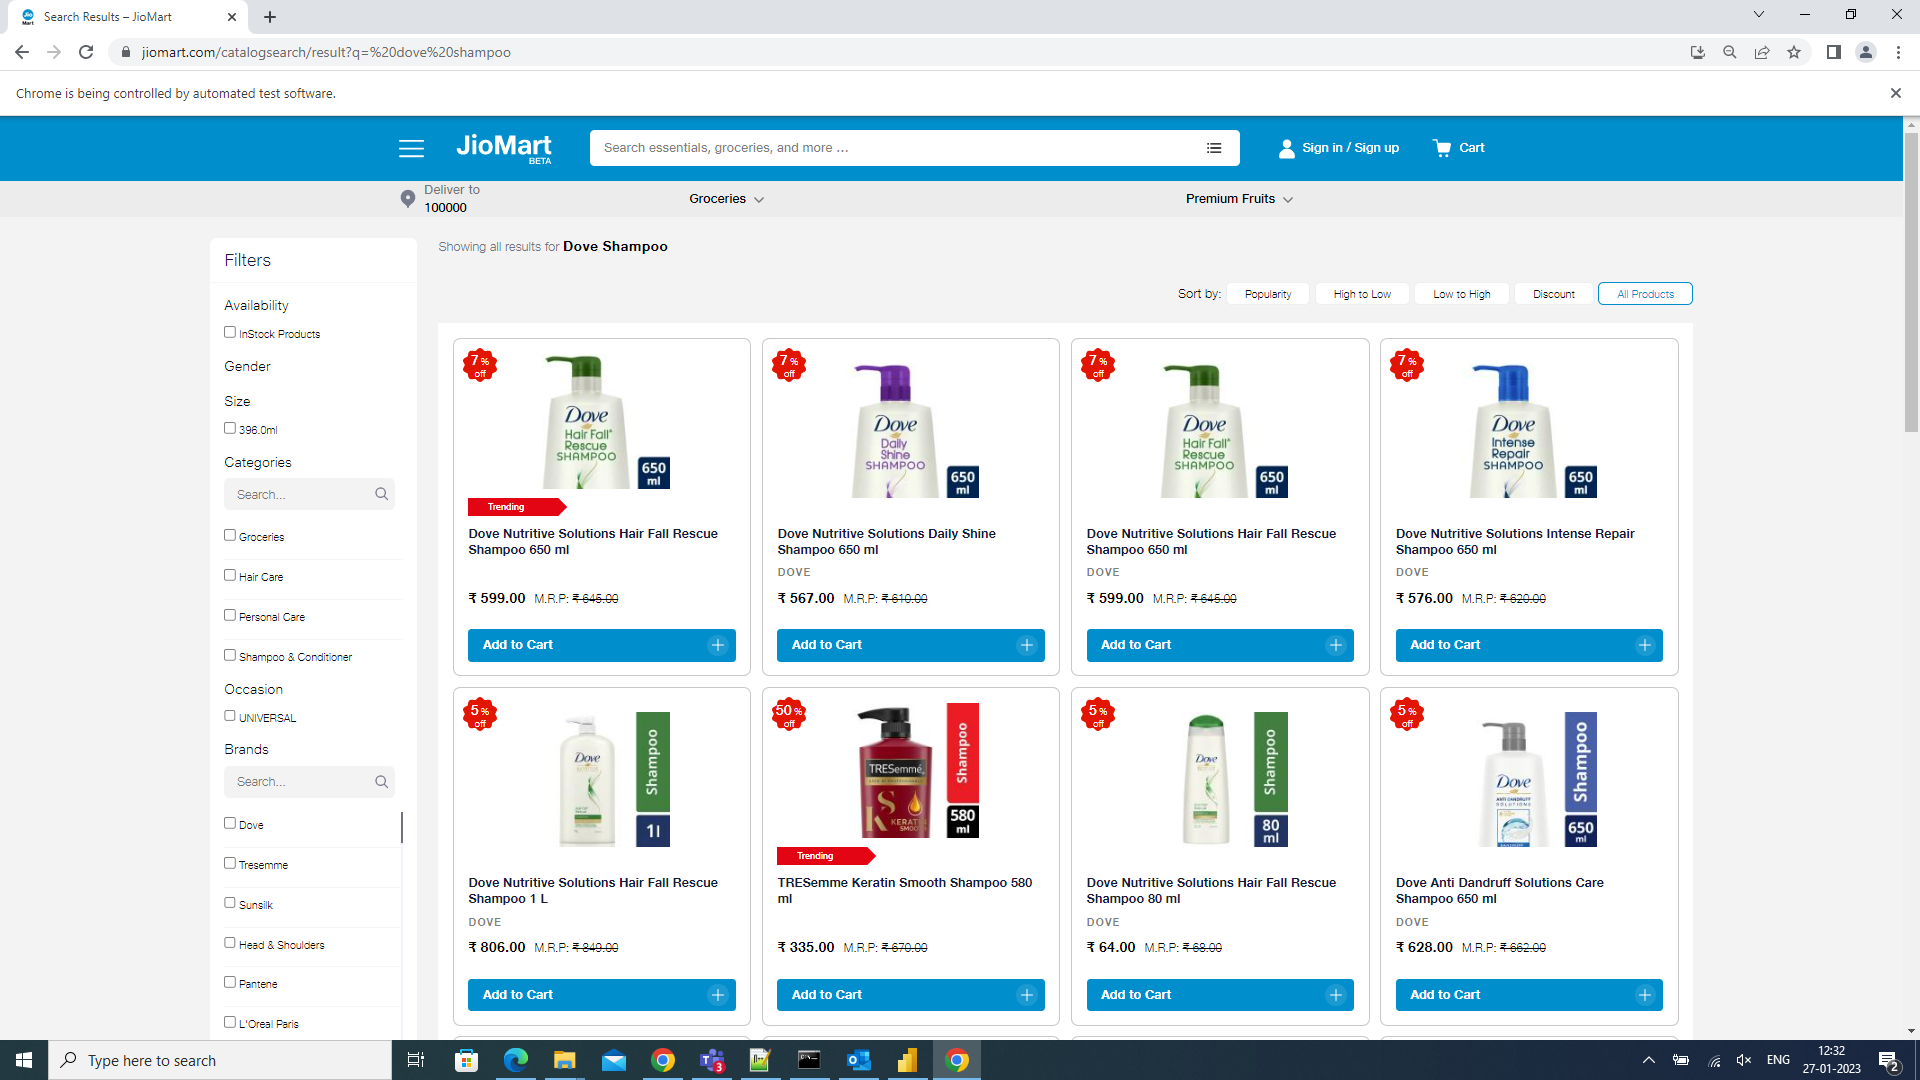 Search Results – JioMart
jiomart.com/catalogsearch/result?q=%20dove%20shampoo
Chrome is being controlled by automated test software.
JioMart
BETA
Search essentials, groceries, and more ...
Sign in / Sign up
Cart
Deliver to
100000
Groceries
Premium Fruits
Showing all results for Dove Shampoo
Sort by: Popularity High to Low Low to High Discount All Products
Filters
Availability
InStock Products
Gender
Size
396.0ml
Categories
Search...
Groceries
Hair Care
Personal Care
Shampoo & Conditioner
Occasion
UNIVERSAL
Brands
Search...
Dove
Tresemme
Sunsilk
Head & Shoulders
Pantene
L'Oreal Paris
7 % off
Dove
Hair Fall
Rescue
SHAMPOO
650 ml
Trending
Dove Nutritive Solutions Hair Fall Rescue
Shampoo 650 ml
₹ 599.00 M.R.P: ₹ 645.00
Add to Cart
7 % off
Dove
Daily
Shine
SHAMPOO
650 ml
Dove Nutritive Solutions Daily Shine
Shampoo 650 ml
DOVE
₹ 567.00 M.R.P: ₹ 610.00
Add to Cart
7 % off
Dove
Hair Fall
Rescue
SHAMPOO
650 ml
Dove Nutritive Solutions Hair Fall Rescue
Shampoo 650 ml
DOVE
₹ 599.00 M.R.P: ₹ 645.00
Add to Cart
7 % off
Dove
Intense
Repair
SHAMPOO
650 ml
Dove Nutritive Solutions Intense Repair
Shampoo 650 ml
DOVE
₹ 576.00 M.R.P: ₹ 620.00
Add to Cart
5 % off
Dove
Shampoo
1l
Dove Nutritive Solutions Hair Fall Rescue
Shampoo 1 L
DOVE
₹ 806.00 M.R.P: ₹ 849.00
Add to Cart
50 % off
TRESemmé
KS
KERATIN
SMOOTH
Shampoo
580 ml
Trending
TRESemme Keratin Smooth Shampoo 580
ml
₹ 335.00 M.R.P: ₹ 670.00
Add to Cart
5 % off
Dove
Shampoo
80 ml
Dove Nutritive Solutions Hair Fall Rescue
Shampoo 80 ml
DOVE
₹ 64.00 M.R.P: ₹ 68.00
Add to Cart
5 % off
Dove
ANTI DANDRUFF
SOLUTIONS
Shampoo
650 ml
Dove Anti Dandruff Solutions Care
Shampoo 650 ml
DOVE
₹ 628.00 M.R.P: ₹ 662.00
Add to Cart
Type here to search
3
ENG
12:32
27-01-2023
2